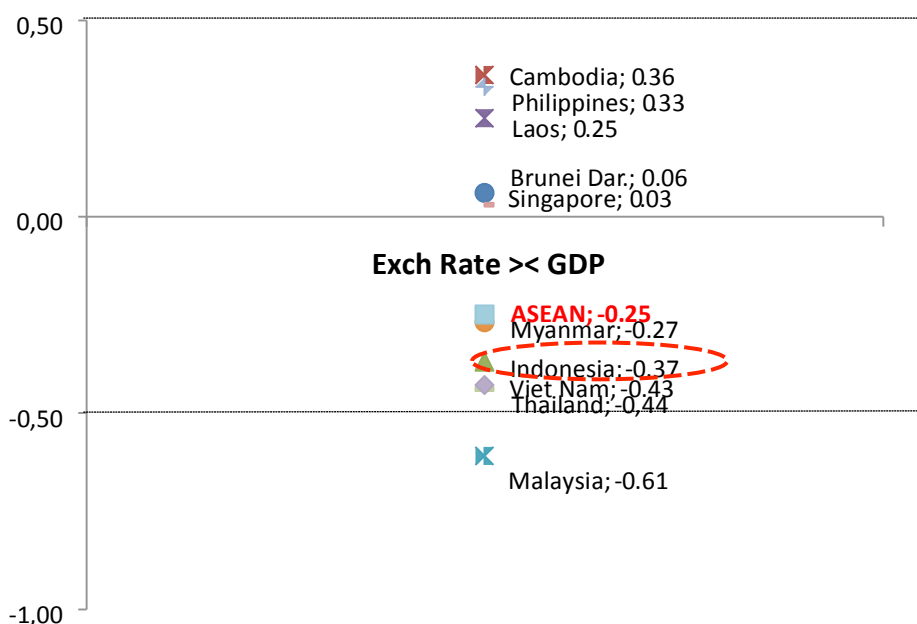 0,50
Cambodia; 0.36
Philippines; 0.33
Laos; 0.25
Brunei Dar.; 0.06
Singapore; 0.03
0,00
Exch Rate >< GDP
ASEAN; -0.25
Myanmar; -0.27
Indonesia; -0.37
Viet Nam; -0.43
Thailand; -0,44
-0,50
Malaysia; -0.61
-1,00